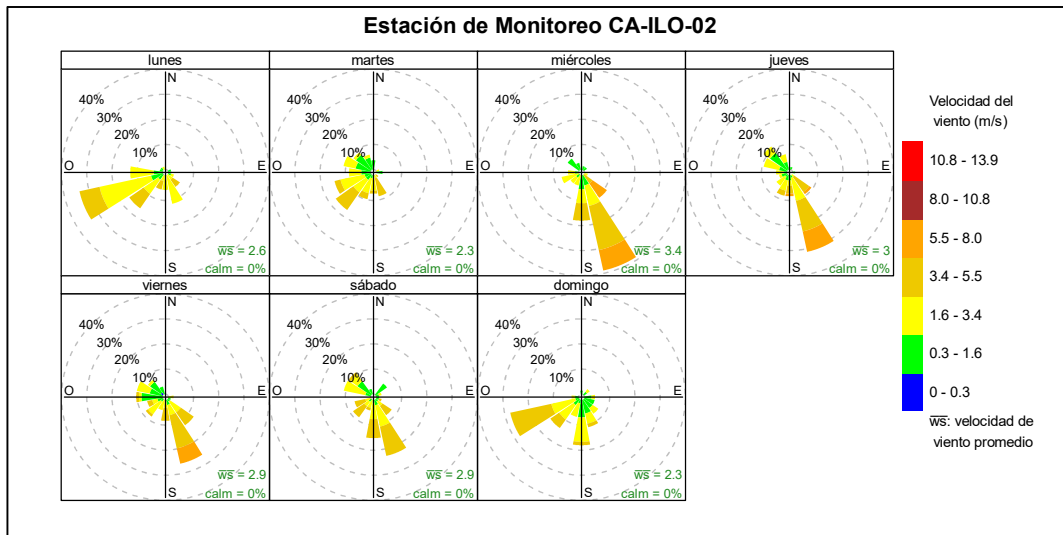 Estación de Monitoreo CA-ILO-02
lunes
N
40%
30%
20%
10%
O
E
S
ws = 2.6
calm = 0%
martes
N
40%
30%
20%
10%
O
E
S
ws = 2.3
calm = 0%
miércoles
N
40%
30%
20%
10%
O
E
S
ws = 3.4
calm = 0%
jueves
N
40%
30%
20%
10%
O
E
S
ws = 3
calm = 0%
viernes
N
40%
30%
20%
10%
O
E
S
ws = 2.9
calm = 0%
sábado
N
40%
30%
20%
10%
O
E
S
ws = 2.9
calm = 0%
domingo
N
40%
30%
20%
10%
O
E
S
ws = 2.3
calm = 0%
Velocidad del
viento (m/s)
10.8 - 13.9
8.0 - 10.8
5.5 - 8.0
3.4 - 5.5
1.6 - 3.4
0.3 - 1.6
0 - 0.3
ws: velocidad de
viento promedio